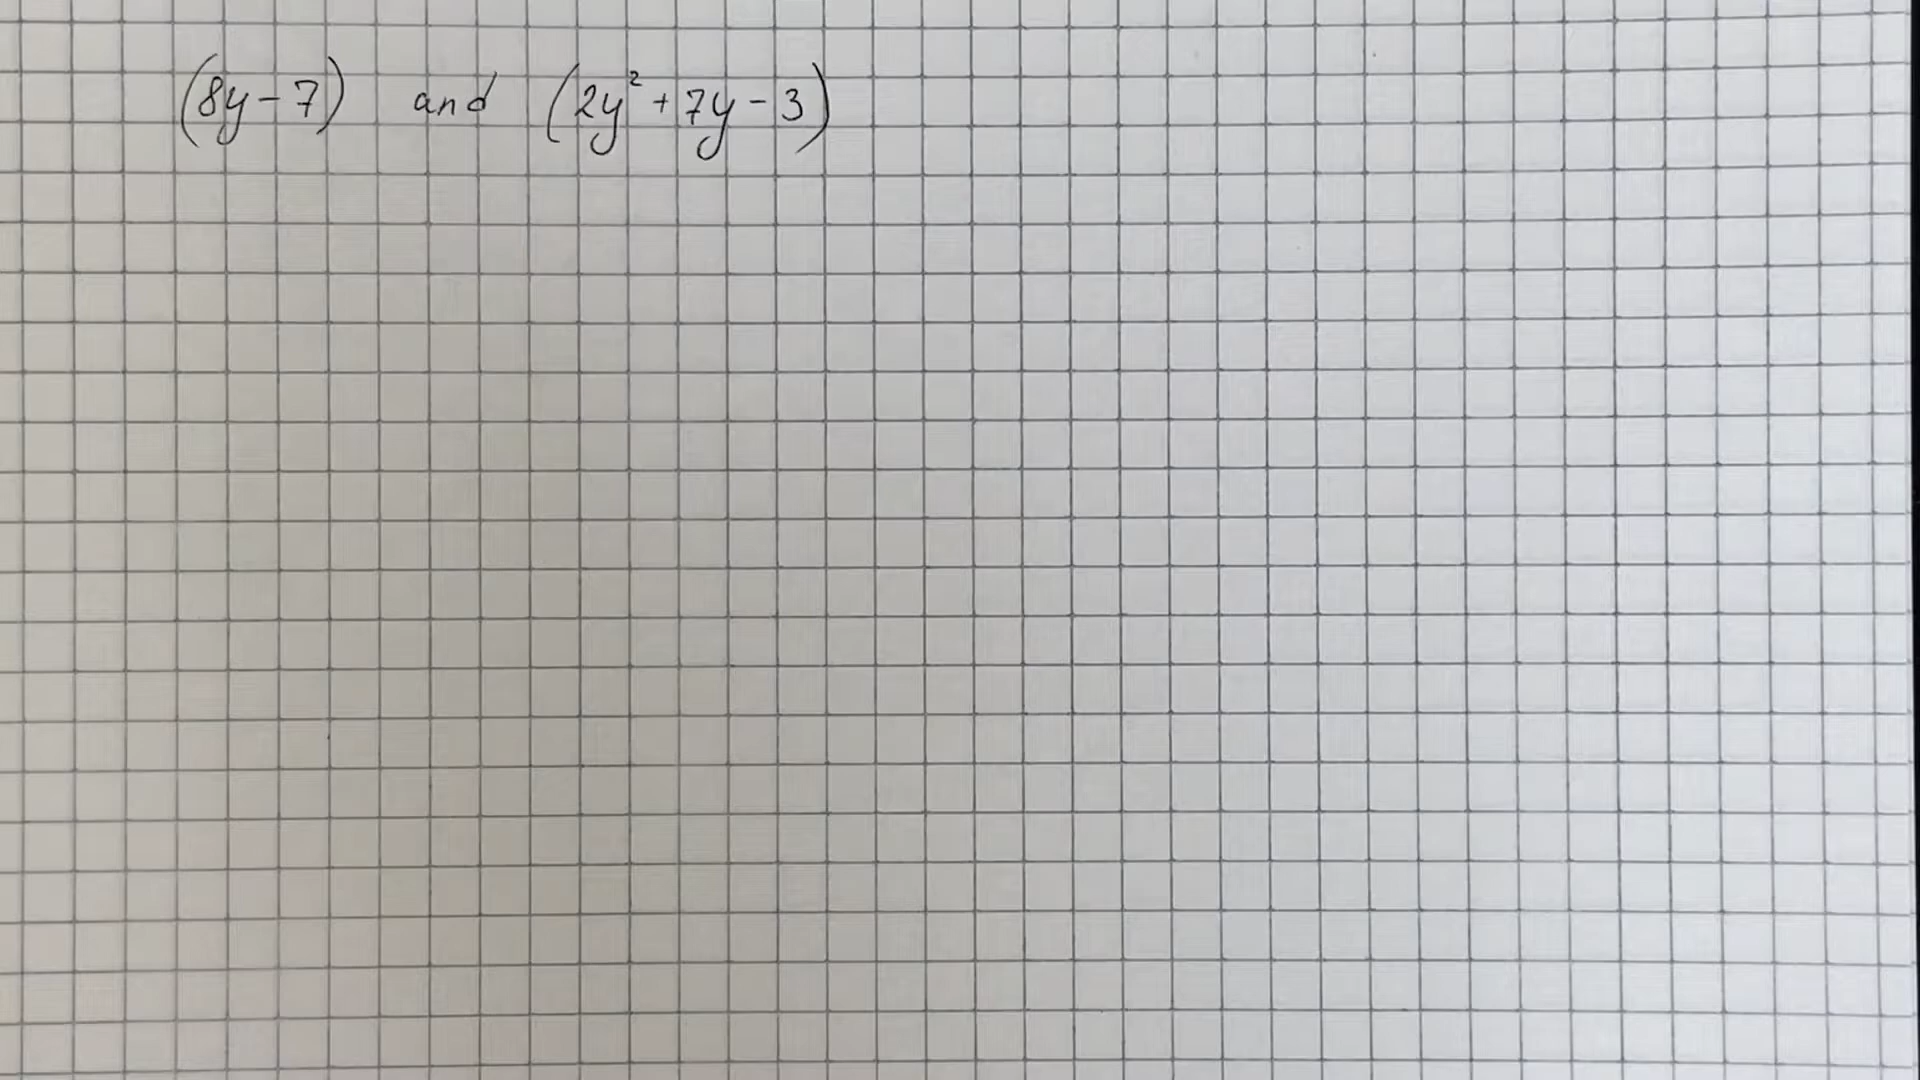 (8y - 7) and (2y² + 7y - 3)